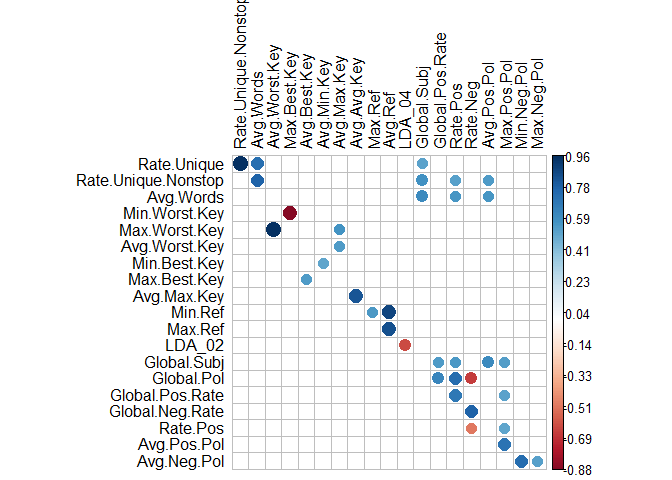 Rate.Unique.Nonstop
Avg.Words
Avg.Worst.Key
Max.Best.Key
Avg.Best.Key
Avg.Min.Key
Avg.Max.Key
Avg.Avg.Key
Max.Ref
Avg.Ref
LDA_04
Global.Subj
Global.Pos.Rate
Rate.Pos
Rate.Neg
Avg.Pos.Pol
Max.Pos.Pol
Min.Neg.Pol
Max.Neg.Pol
Rate.Unique
Rate.Unique.Nonstop
Avg.Words
Min.Worst.Key
Max.Worst.Key
Avg.Worst.Key
Min.Best.Key
Max.Best.Key
Avg.Max.Key
Min.Ref
Max.Ref
LDA_02
Global.Subj
Global.Pol
Global.Pos.Rate
Global.Neg.Rate
Rate.Pos
Avg.Pos.Pol
Avg.Neg.Pol
0.96
0.78
0.59
0.41
0.23
0.04
-0.14
-0.33
-0.51
-0.69
-0.88